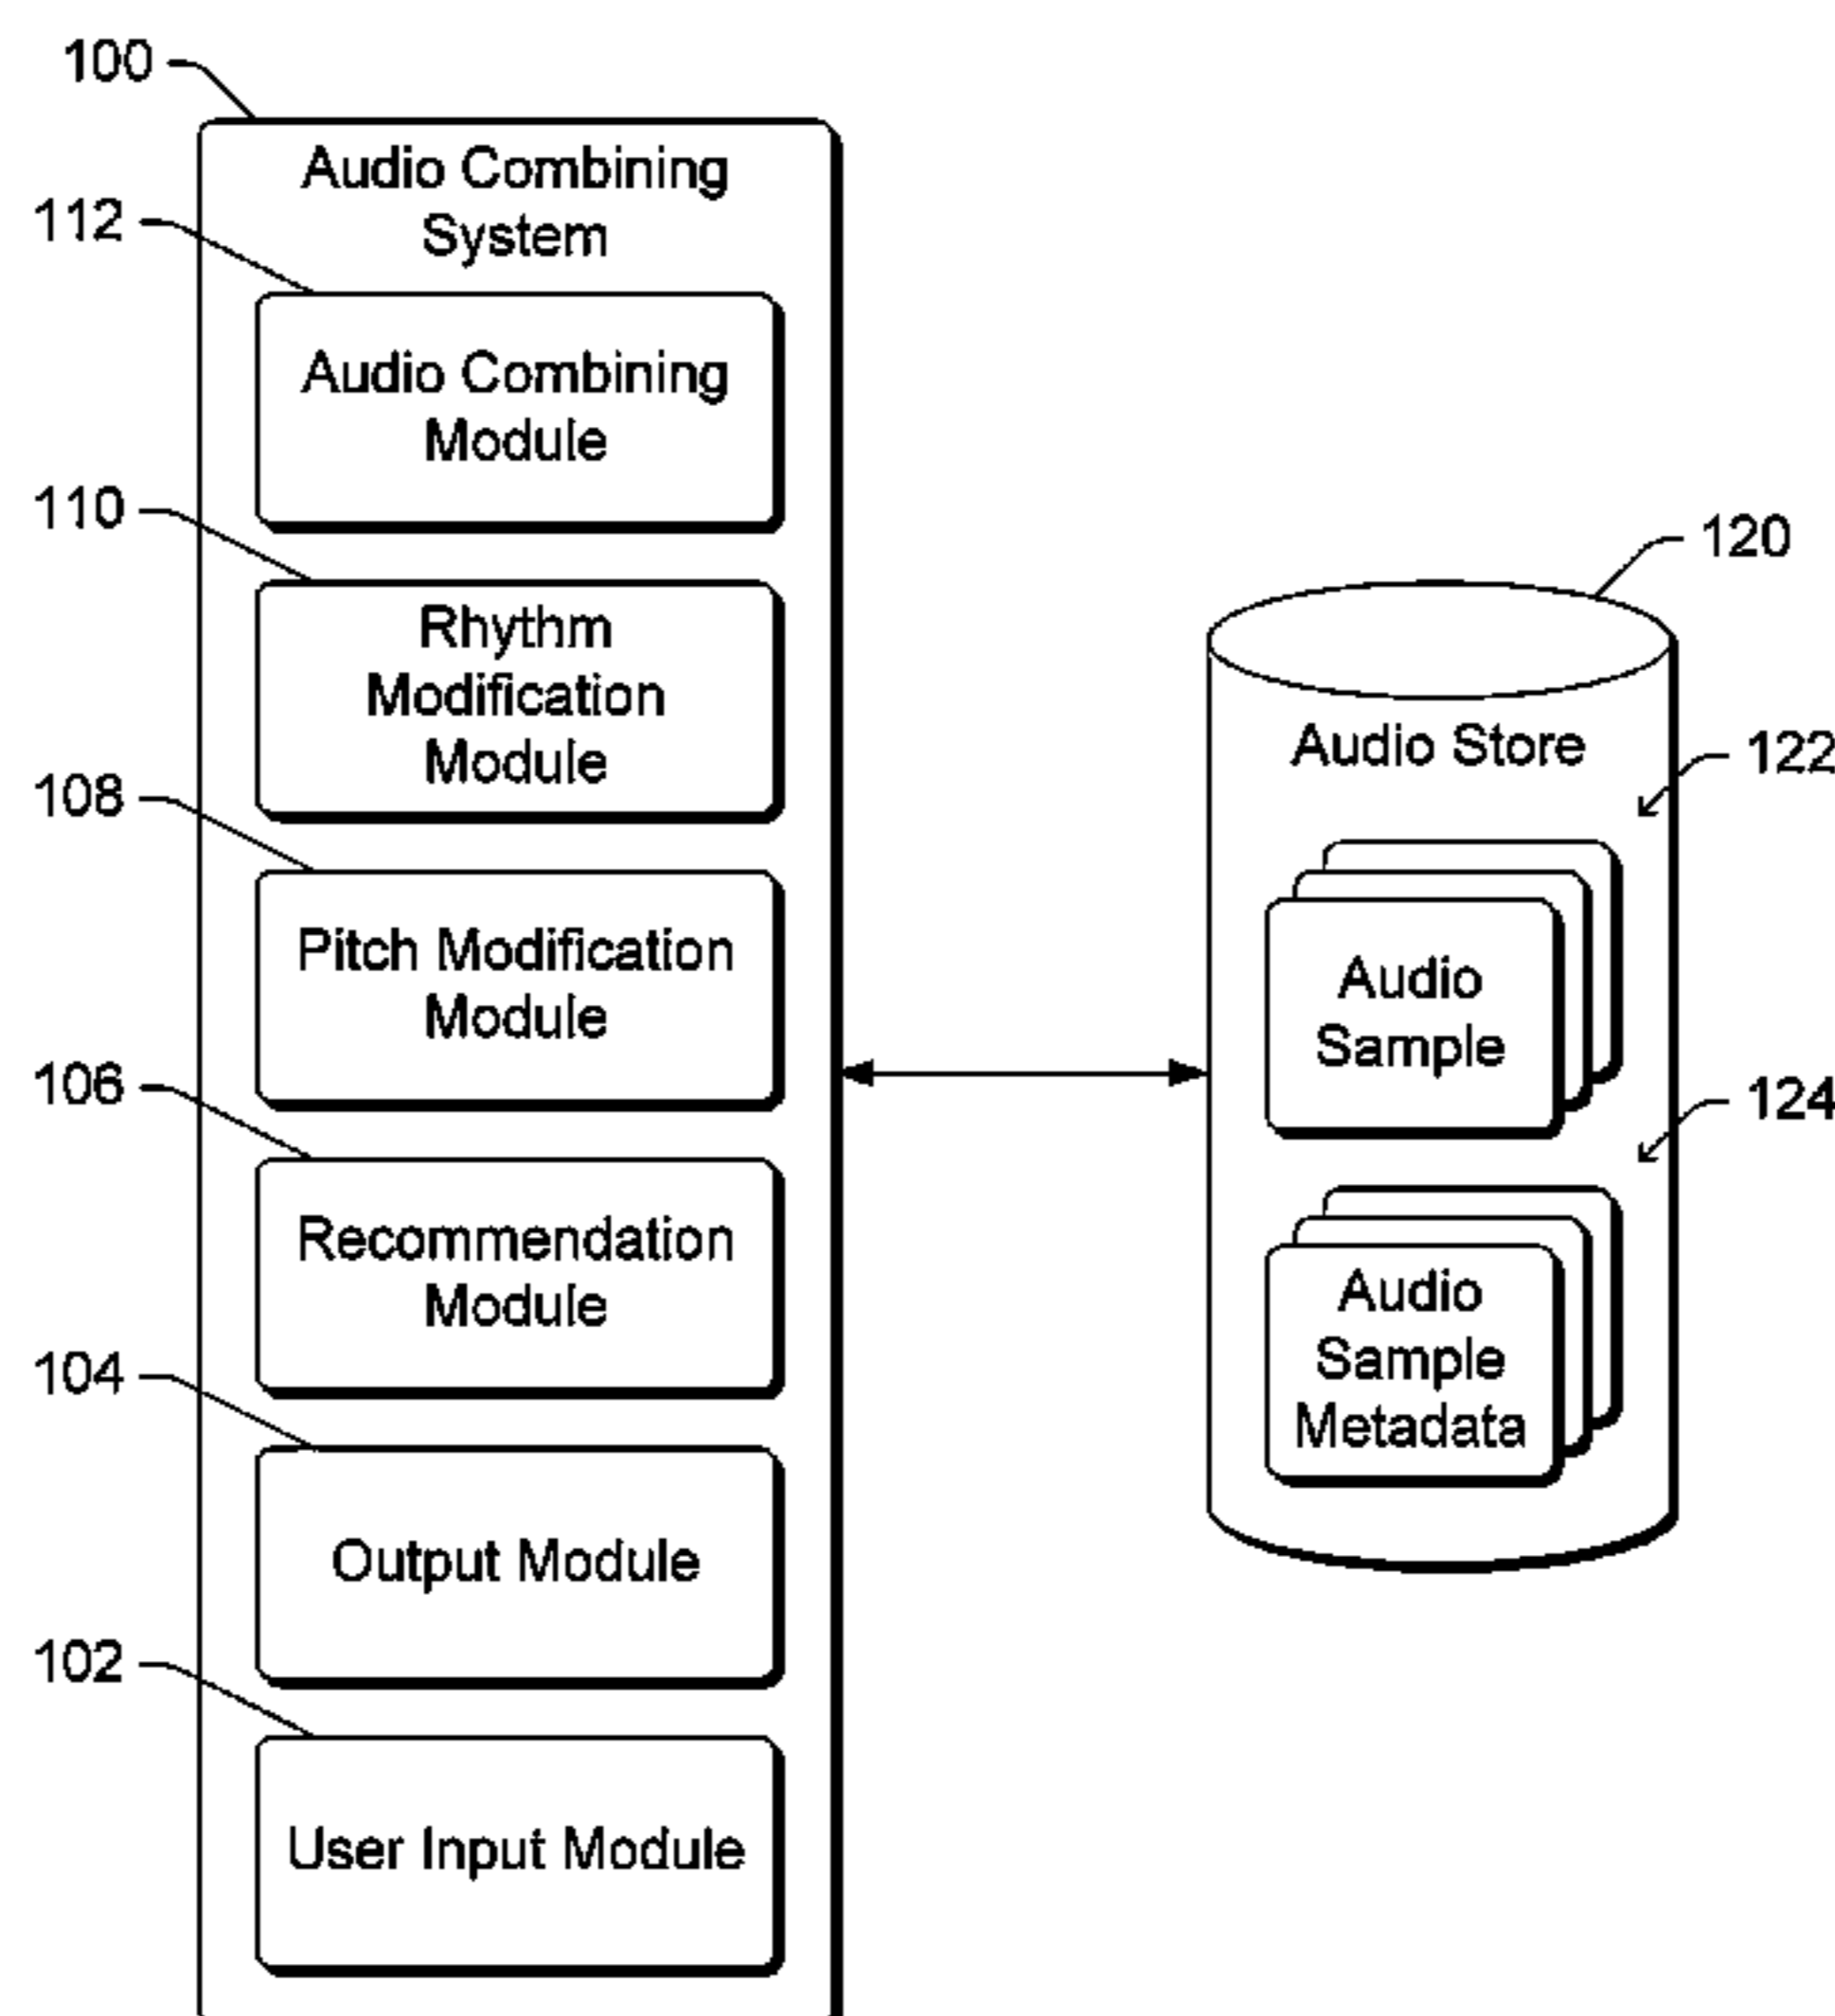 100
Audio Combining
System
112
Audio Combining
Module
110
Rhythm
Modification
Module
108
Pitch Modification
Module
106
Recommendation
Module
104
Output Module
102
User Input Module
120
Audio Store
122
Audio
Sample
124
Audio
Sample
Metadata